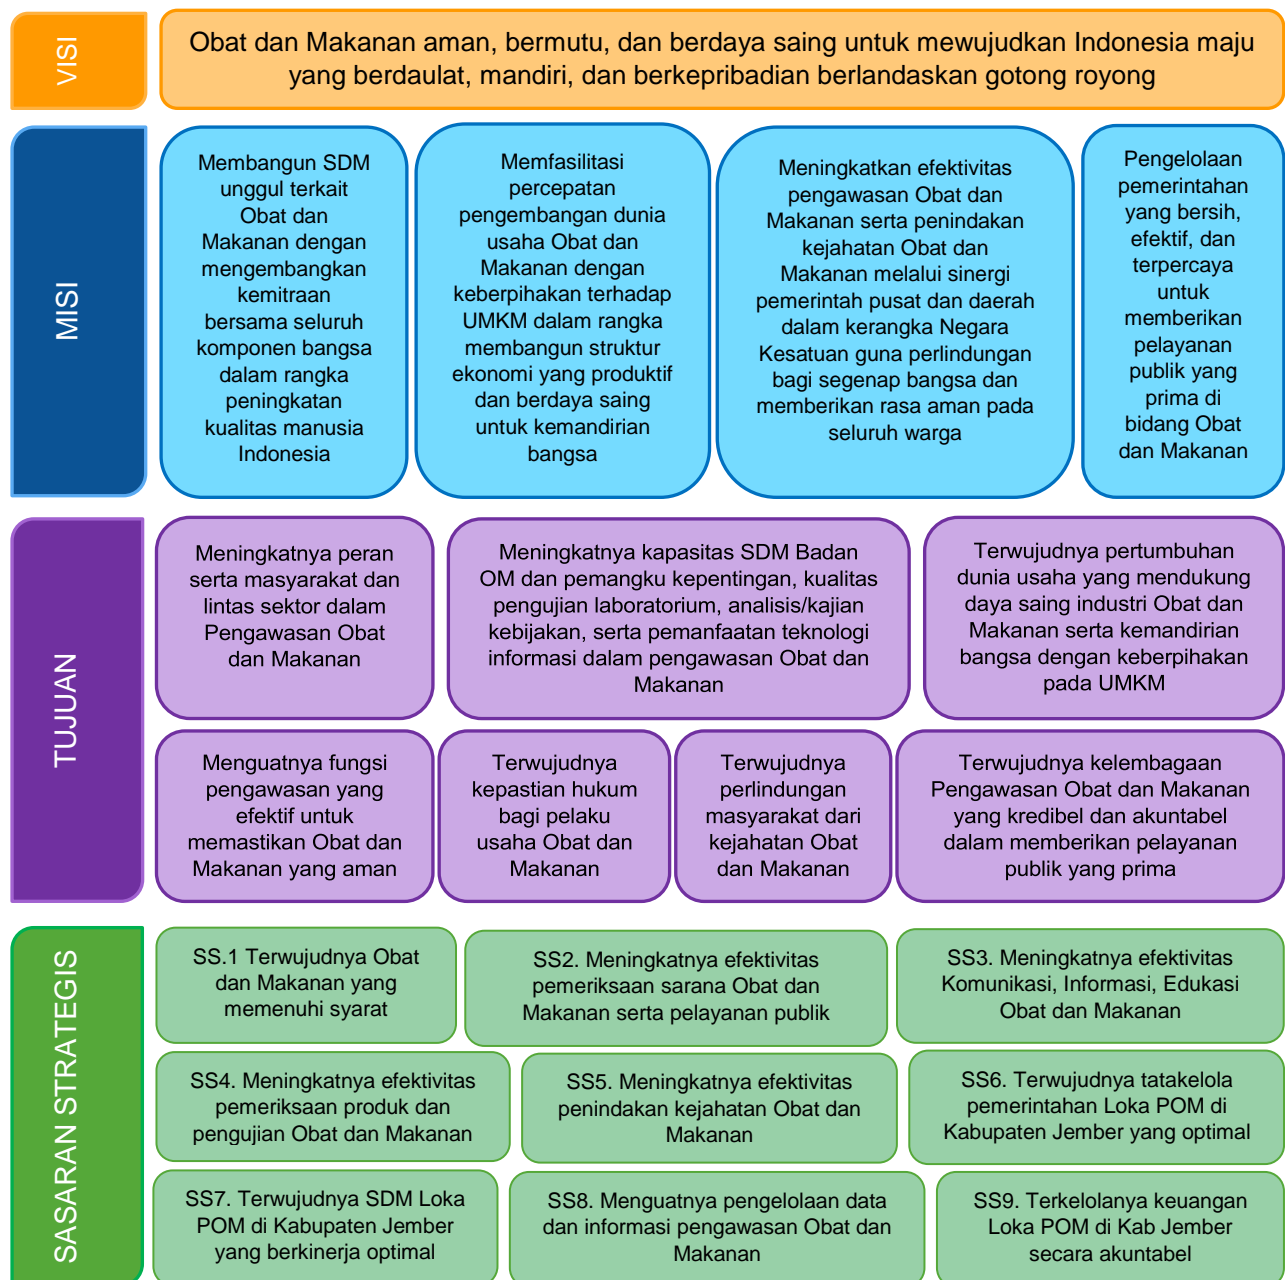 VISI
Obat dan Makanan aman, bermutu, dan berdaya saing untuk mewujudkan Indonesia maju
yang berdaulat, mandiri, dan berkepribadian berlandaskan gotong royong
MISI
Membangun SDM
unggul terkait
Obat dan
Makanan dengan
mengembangkan
kemitraan
bersama seluruh
komponen bangsa
dalam rangka
peningkatan
kualitas manusia
Indonesia
Memfasilitasi
percepatan
pengembangan dunia
usaha Obat dan
Makanan dengan
keberpihakan terhadap
UMKM dalam rangka
membangun struktur
ekonomi yang produktif
dan berdaya saing
untuk kemandirian
bangsa
Meningkatkan efektivitas
pengawasan Obat dan
Makanan serta penindakan
kejahatan Obat dan
Makanan melalui sinergi
pemerintah pusat dan daerah
dalam kerangka Negara
Kesatuan guna perlindungan
bagi segenap bangsa dan
memberikan rasa aman pada
seluruh warga
Pengelolaan
pemerintahan
yang bersih,
efektif, dan
terpercaya
untuk
memberikan
pelayanan
publik yang
prima di
bidang Obat
dan Makanan
TUJUAN
Meningkatnya peran
serta masyarakat dan
lintas sektor dalam
Pengawasan Obat
dan Makanan
Meningkatnya kapasitas SDM Badan
OM dan pemangku kepentingan, kualitas
pengujian laboratorium, analisis/kajian
kebijakan, serta pemanfaatan teknologi
informasi dalam pengawasan Obat dan
Makanan
Terwujudnya pertumbuhan
dunia usaha yang mendukung
daya saing industri Obat dan
Makanan serta kemandirian
bangsa dengan keberpihakan
pada UMKM
Menguatnya fungsi
pengawasan yang
efektif untuk
memastikan Obat dan
Makanan yang aman
Terwujudnya
kepastian hukum
bagi pelaku
usaha Obat dan
Makanan
Terwujudnya
perlindungan
masyarakat dari
kejahatan Obat
dan Makanan
Terwujudnya kelembagaan
Pengawasan Obat dan Makanan
yang kredibel dan akuntabel
dalam memberikan pelayanan
publik yang prima
SASARAN STRATEGIS
SS.1 Terwujudnya Obat
dan Makanan yang
memenuhi syarat
SS2. Meningkatnya efektivitas
pemeriksaan sarana Obat dan
Makanan serta pelayanan publik
SS3. Meningkatnya efektivitas
Komunikasi, Informasi, Edukasi
Obat dan Makanan
SS4. Meningkatnya efektivitas
pemeriksaan produk dan
pengujian Obat dan Makanan
SS5. Meningkatnya efektivitas
penindakan kejahatan Obat dan
Makanan
SS6. Terwujudnya tatakelola
pemerintahan Loka POM di
Kabupaten Jember yang optimal
SS7. Terwujudnya SDM Loka
POM di Kabupaten Jember
yang berkinerja optimal
SS8. Menguatnya pengelolaan data
dan informasi pengawasan Obat dan
Makanan
SS9. Terkelolanya keuangan
Loka POM di Kab Jember
secara akuntabel